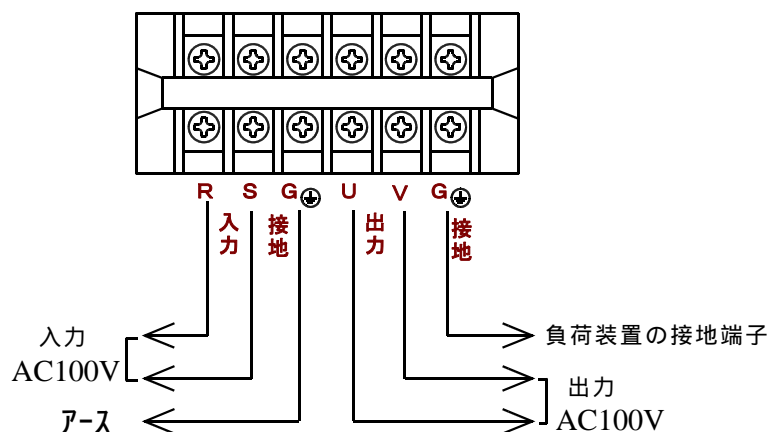 R S G U V G
入力 接地 出力 接地
入力
AC100V
アース
負荷装置の接地端子
出力
AC100V